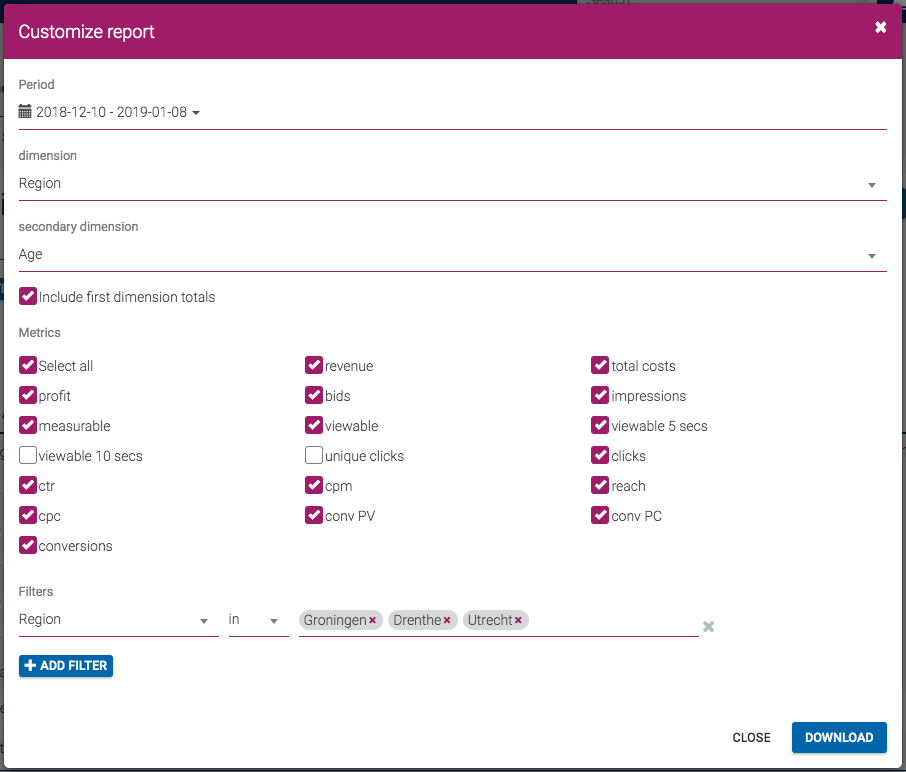 Customize report
Period
2018-12-10 - 2019-01-08
dimension
Region
secondary dimension
Age
Include first dimension totals
Metrics
Select all revenue total costs
profit bids impressions
measurable viewable viewable 5 secs
viewable 10 secs unique clicks clicks
ctr cpm reach
cpc conv PV conv PC
conversions
Filters
Region in Groningen Drenthe Utrecht
ADD FILTER
CLOSE DOWNLOAD